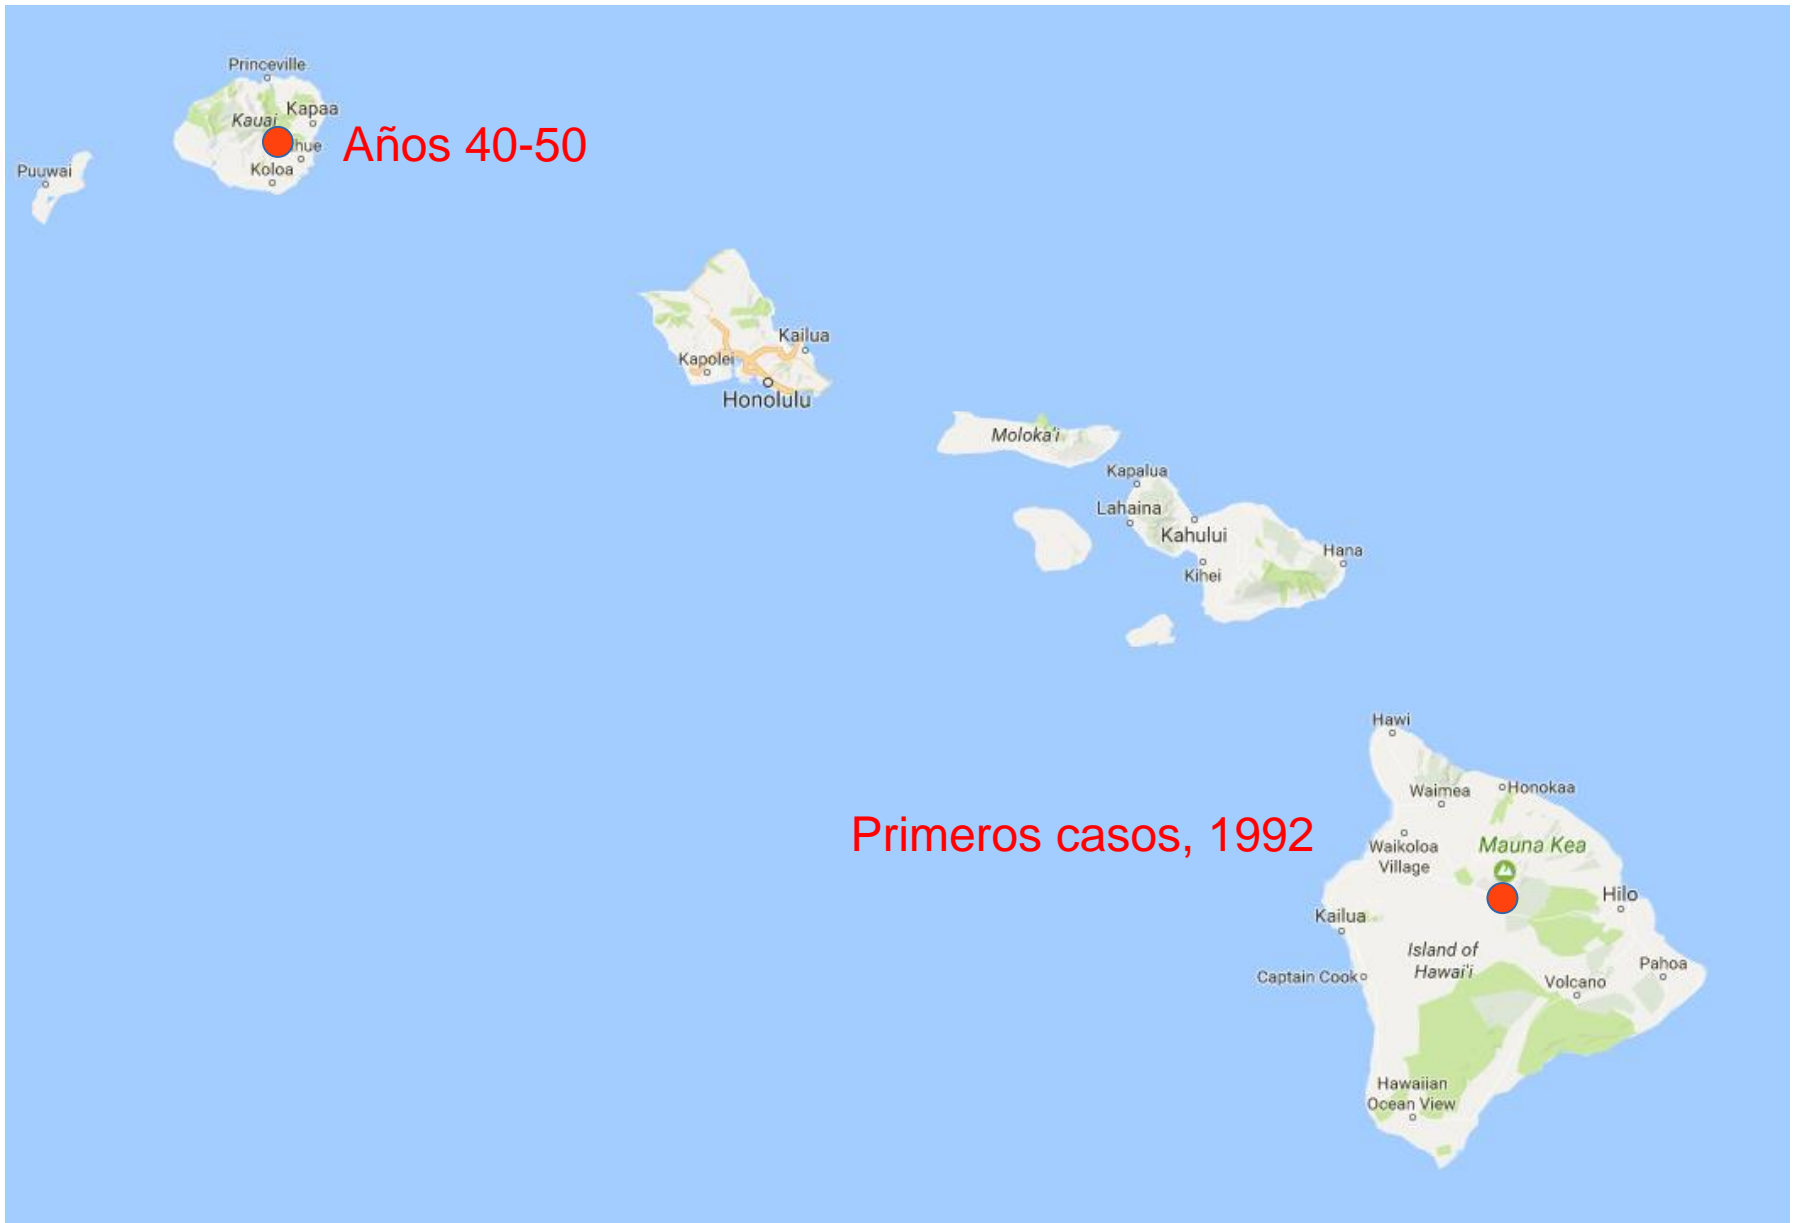 Princeville
Kapaa
Kauai
hue
Años 40-50
Koloa
Puuwai
Kailua
Kapolei
Honolulu
Moloka'i
Kapalua
Lahaina
Kahului
Hana
Kihei
Hawi
Waimea
Honokaa
Primeros casos, 1992
Waikoloa
Village
Mauna Kea
Hilo
Kailua
Island of
Hawai'i
Pahoa
Captain Cook
Volcano
Hawaiian
Ocean View